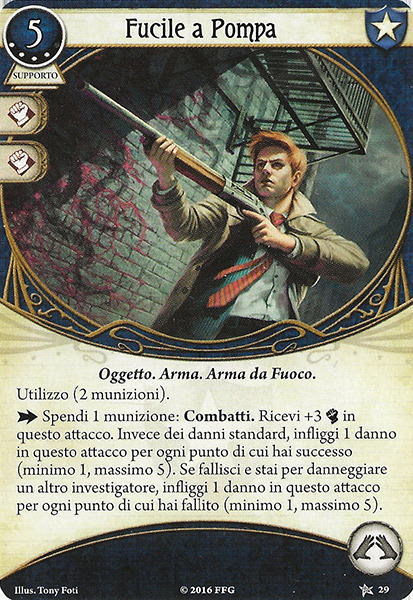 5
Fucile a Pompa
SUPPORTO
Oggetto. Arma. Arma da Fuoco.
Utilizzo (2 munizioni).
Spendi 1 munizione: Combatti. Ricevi +3 in
questo attacco. Invece dei danni standard, infliggi 1 danno
in questo attacco per ogni punto di cui hai successo
(minimo 1, massimo 5). Se fallisci e stai per danneggiare
un altro investigatore, infliggi 1 danno in questo attacco
per ogni punto di cui hai fallito (minimo 1, massimo 5).
Illus. Tony Foti © 2016 FFG 29